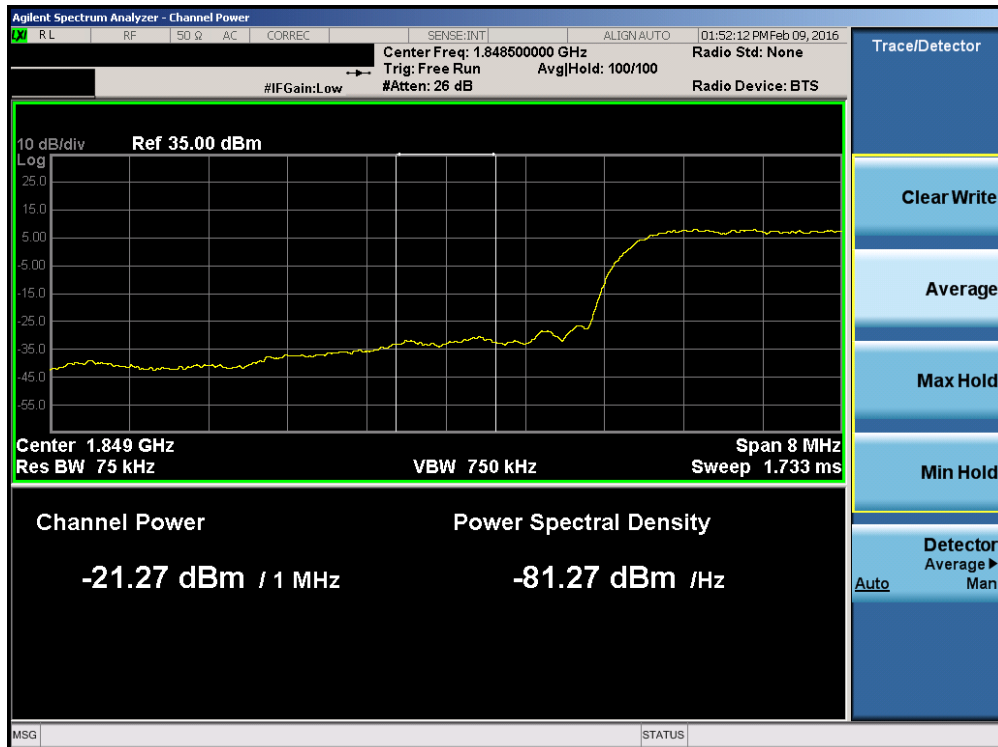 Agilent Spectrum Analyzer - Channel Power
LXI RL RF 50 Ω AC CORREC SENSE:INT ALIGN AUTO 01:52:12 PM Feb 09, 2016
Center Freq: 1.848500000 GHz Radio Std: None
Trig: Free Run Avg|Hold: 100/100
#IFGain:Low #Atten: 26 dB Radio Device: BTS
10 dB/div Ref 35.00 dBm
Log
25.0
15.0
5.00
-5.00
-15.0
-25.0
-35.0
-45.0
-55.0
Center 1.849 GHz Span 8 MHz
Res BW 75 kHz VBW 750 kHz Sweep 1.733 ms
Channel Power Power Spectral Density
-21.27 dBm / 1 MHz -81.27 dBm /Hz
MSG STATUS
Trace/Detector
Clear Write
Average
Max Hold
Min Hold
Detector
Average▶
Auto Man